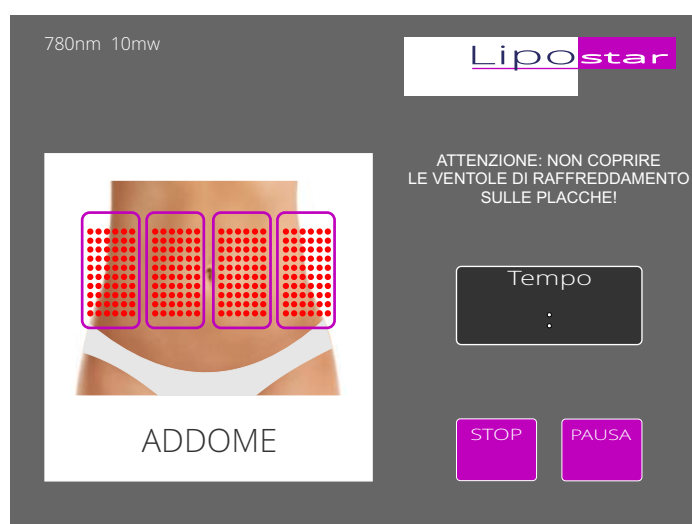 780nm 10mw
Lipostar
ATTENZIONE: NON COPRIRE
LE VENTOLE DI RAFFREDDAMENTO
SULLE PLACCHE!
Tempo
:
ADDOME
STOP
PAUSA